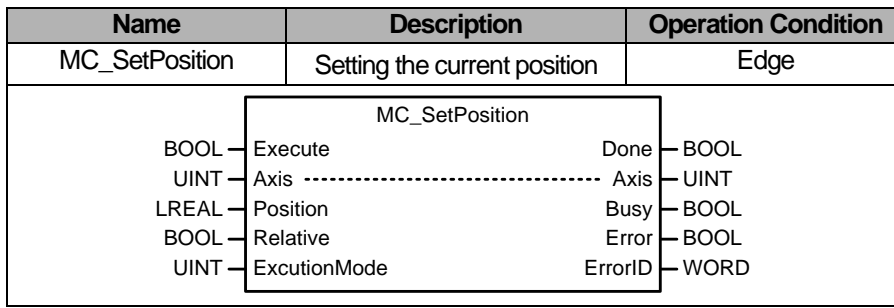 Name Description Operation Condition
MC_SetPosition Setting the current position Edge
MC_SetPosition
BOOL Execute Done BOOL
UINT Axis Axis UINT
LREAL Position Busy BOOL
BOOL Relative Error BOOL
UINT ExcutionMode ErrorID WORD